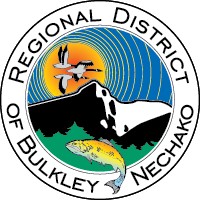 REGIONAL DISTRICT
OF BULKLEY NECHAKO